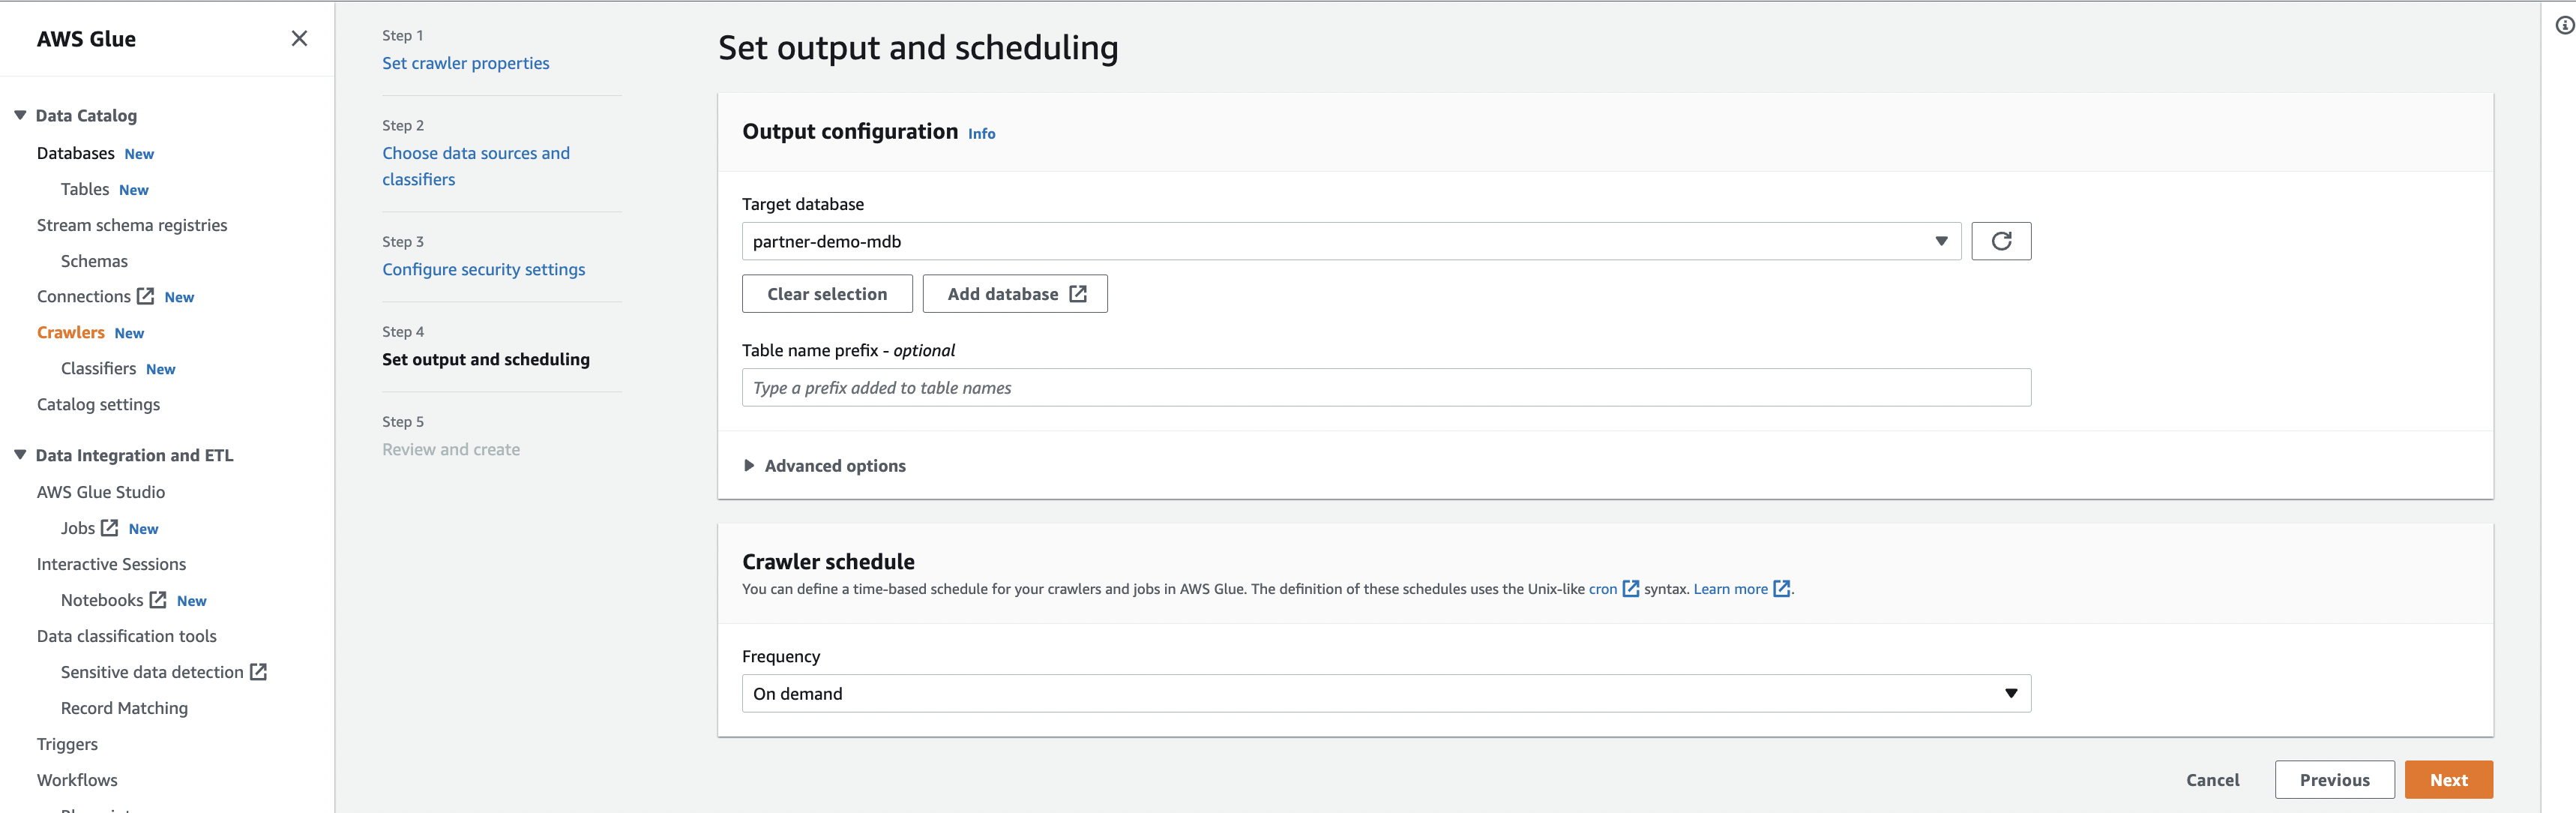 AWS Glue
Data Catalog
Databases New
Tables New
Stream schema registries
Schemas
Connections New
Crawlers New
Classifiers New
Catalog settings
Data Integration and ETL
AWS Glue Studio
Jobs New
Interactive Sessions
Notebooks New
Data classification tools
Sensitive data detection
Record Matching
Triggers
Workflows
Step 1
Set crawler properties
Step 2
Choose data sources and
classifiers
Step 3
Configure security settings
Step 4
Set output and scheduling
Step 5
Review and create
Set output and scheduling
Output configuration Info
Target database
partner-demo-mdb
Clear selection Add database
Table name prefix - optional
Type a prefix added to table names
Advanced options
Crawler schedule
You can define a time-based schedule for your crawlers and jobs in AWS Glue. The definition of these schedules uses the Unix-like cron syntax. Learn more.
Frequency
On demand
Cancel Previous Next